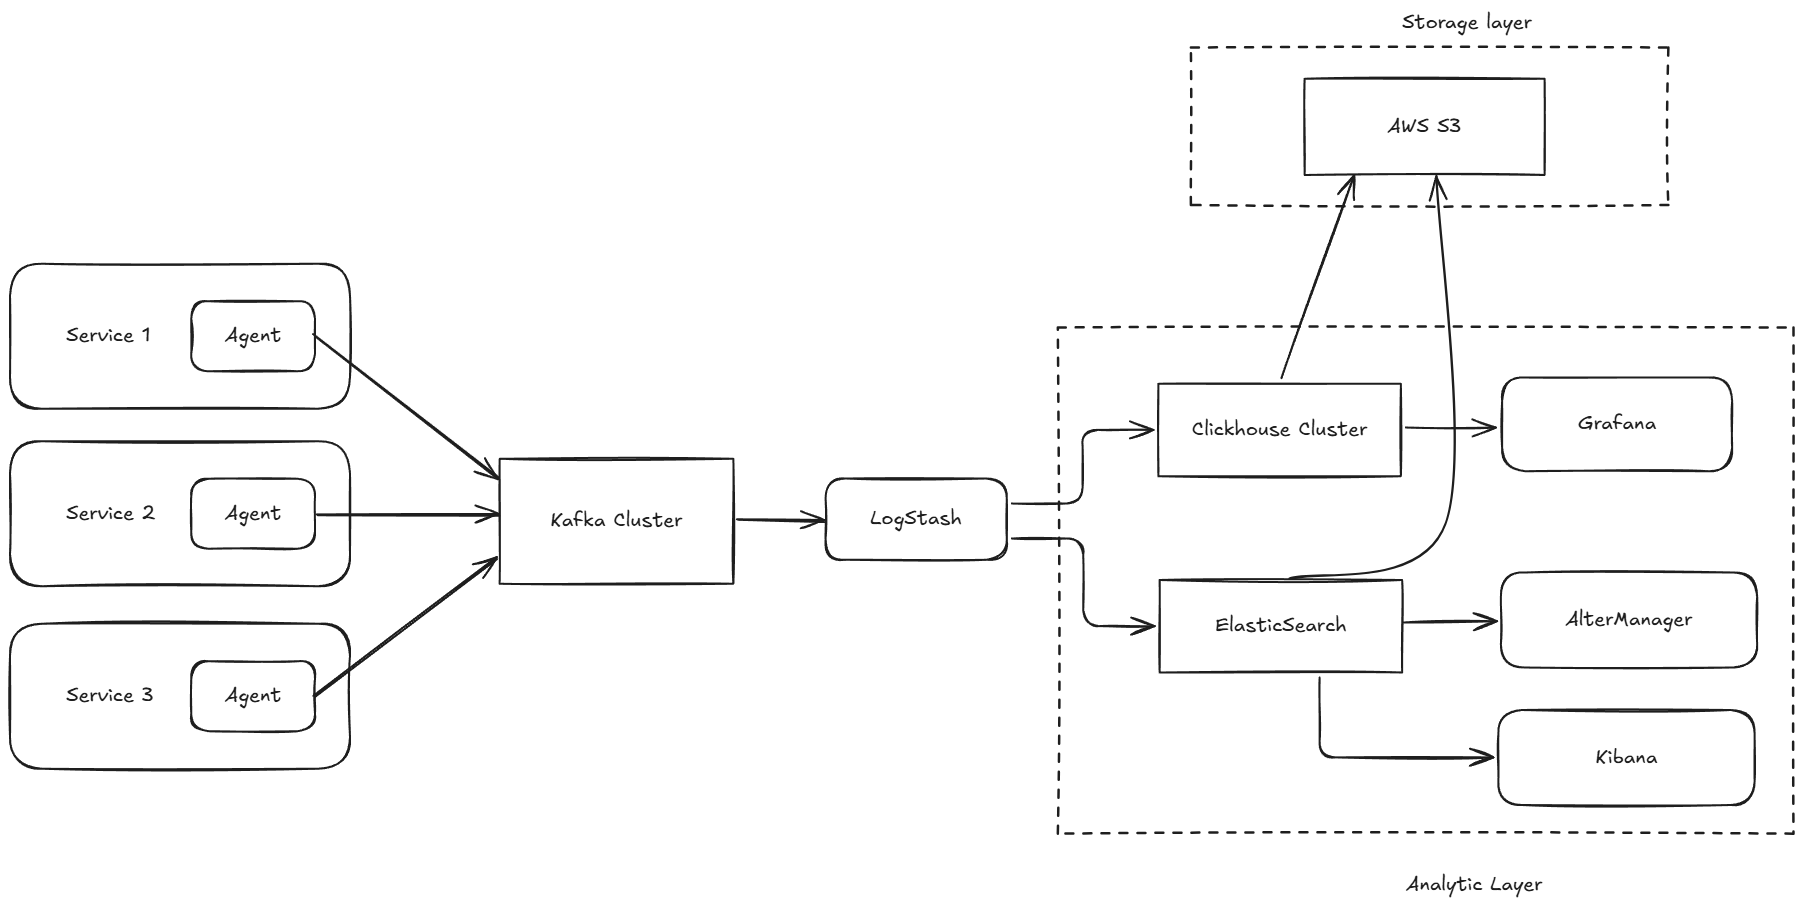 Storage layer
AWS S3
Service 1
Agent
Service 2
Agent
Service 3
Agent
Kafka Cluster
LogStash
Clickhouse Cluster
Grafana
ElasticSearch
AlterManager
Kibana
Analytic Layer